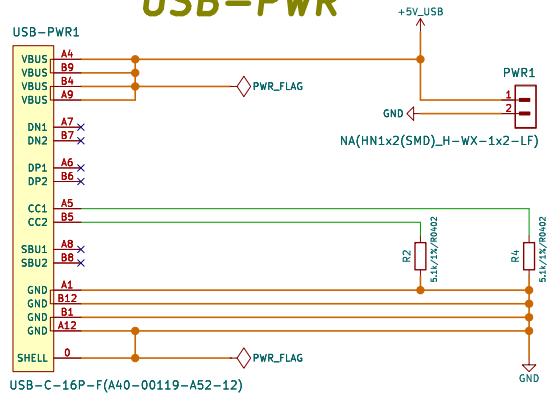 USB-PWR
+5V_USB
USB-PWR1
VBUS A4
VBUS B9
VBUS B4
VBUS A9
PWR_FLAG
PWR1
1
2
GND
NA(HN1x2(SMD)_H-WX-1x2-LF)
DN1 A7
DN2 B7
DP1 A6
DP2 B6
CC1 A5
CC2 B5
SBU1 A8
SBU2 B8
R2
5.1k/1%/R0402
R4
5.1k/1%/R0402
GND A1
GND B12
GND B1
GND A12
SHELL 0
PWR_FLAG
GND
USB-C-16P-F(A40-00119-A52-12)